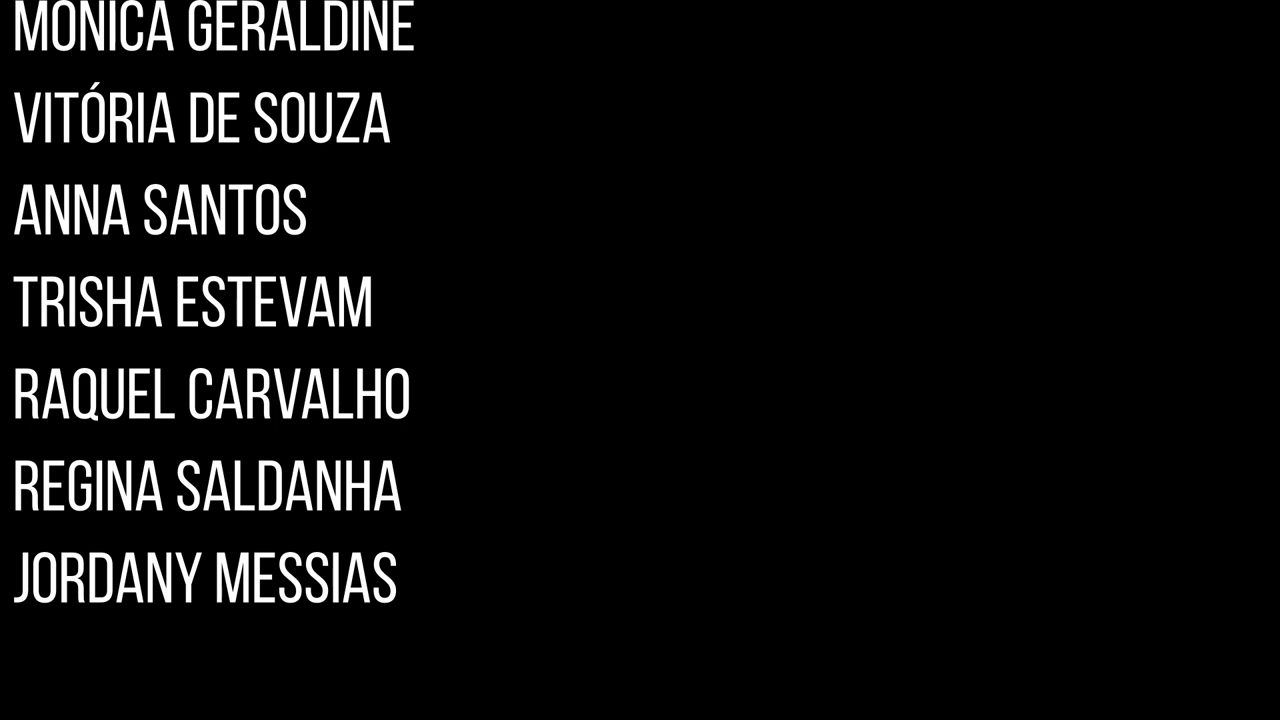 MONICA GERALDINE
VITÓRIA DE SOUZA
ANNA SANTOS
TRISHA ESTEVAM
RAQUEL CARVALHO
REGINA SALDANHA
JORDANY MESSIAS